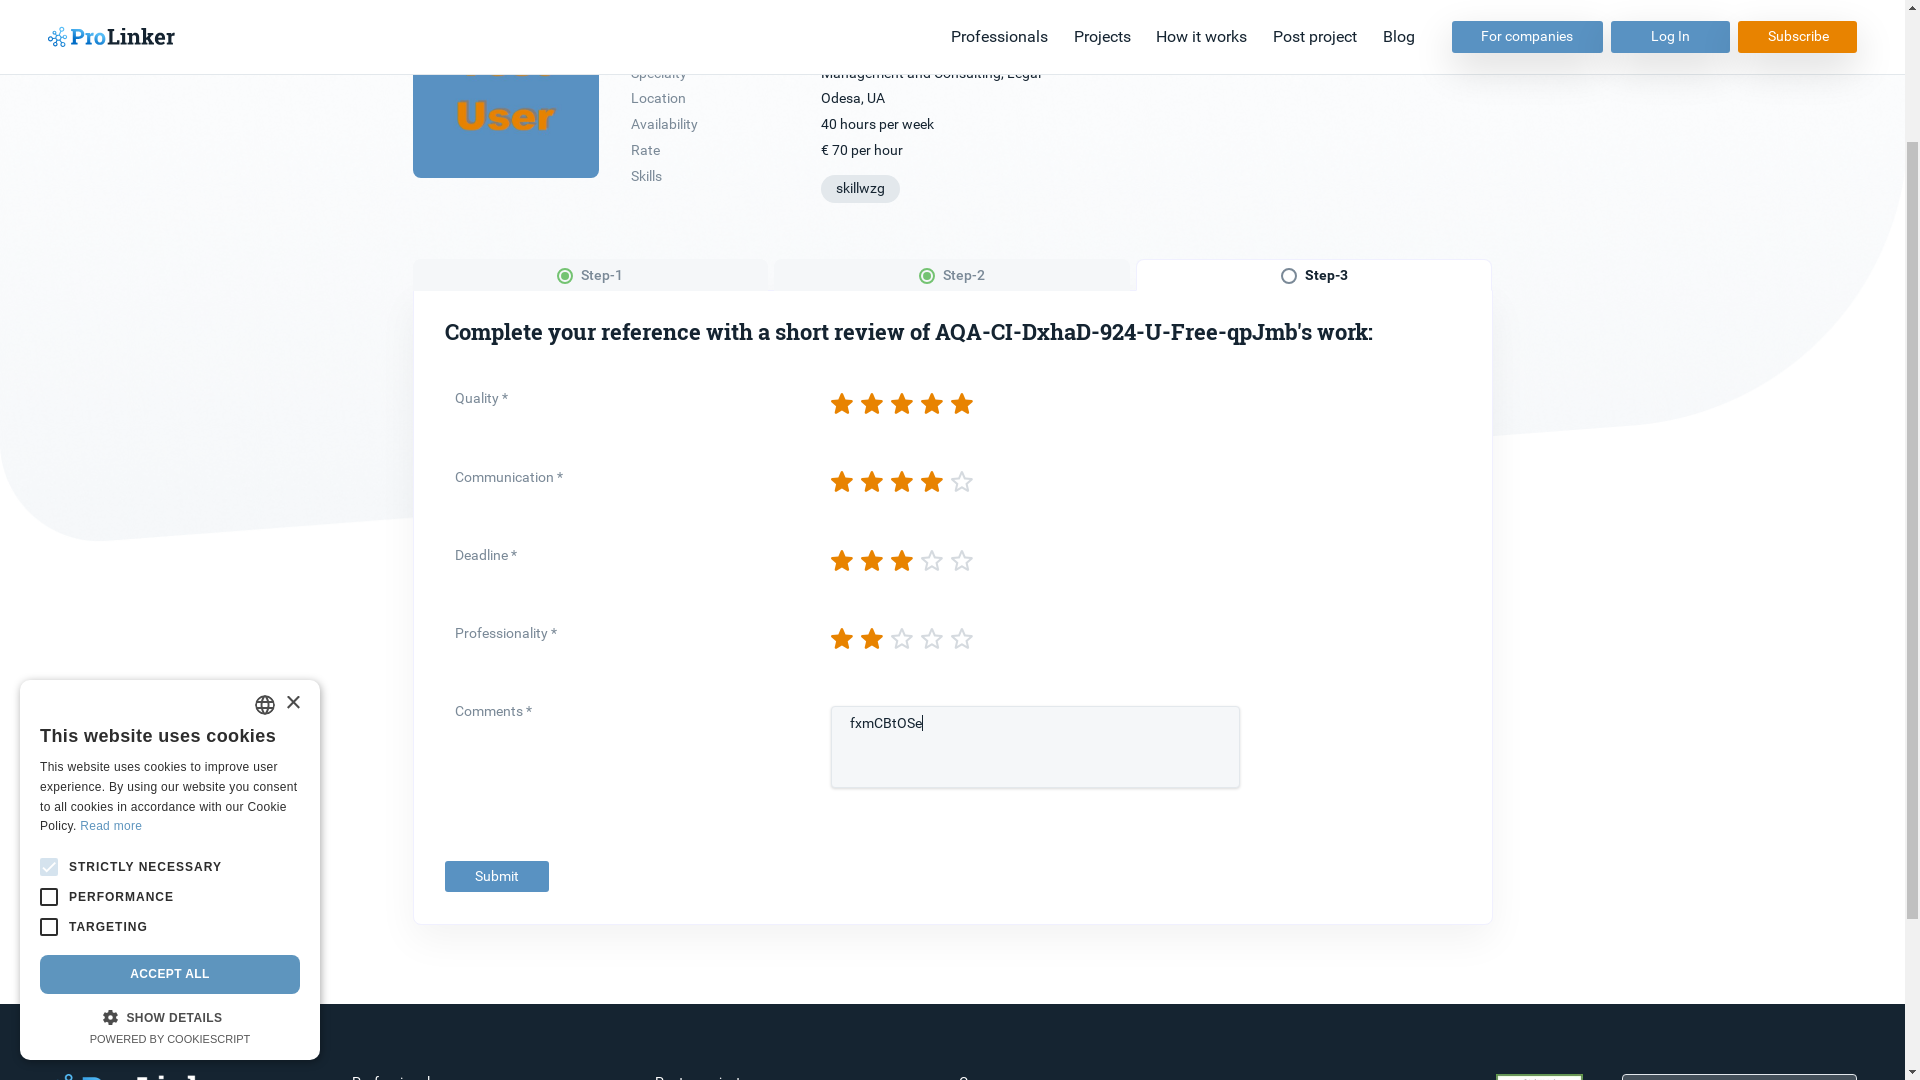 ProLinker
Professionals
Projects
How it works
Post project
Blog
For companies
Log In
Subscribe
User
Specialty
Management and Consulting, Legal
Location
Odesa, UA
Availability
40 hours per week
Rate
€ 70 per hour
Skills
skillwzg
Step-1
Step-2
Step-3
Complete your reference with a short review of AQA-CI-DxhaD-924-U-Free-qpJmb's work:
Quality *
Communication *
Deadline *
Professionality *
Comments *
fxmCBtOSe
Submit
This website uses cookies
This website uses cookies to improve user
experience. By using our website you consent
to all cookies in accordance with our Cookie
Policy. Read more
STRICTLY NECESSARY
PERFORMANCE
TARGETING
ACCEPT ALL
SHOW DETAILS
POWERED BY COOKIESCRIPT